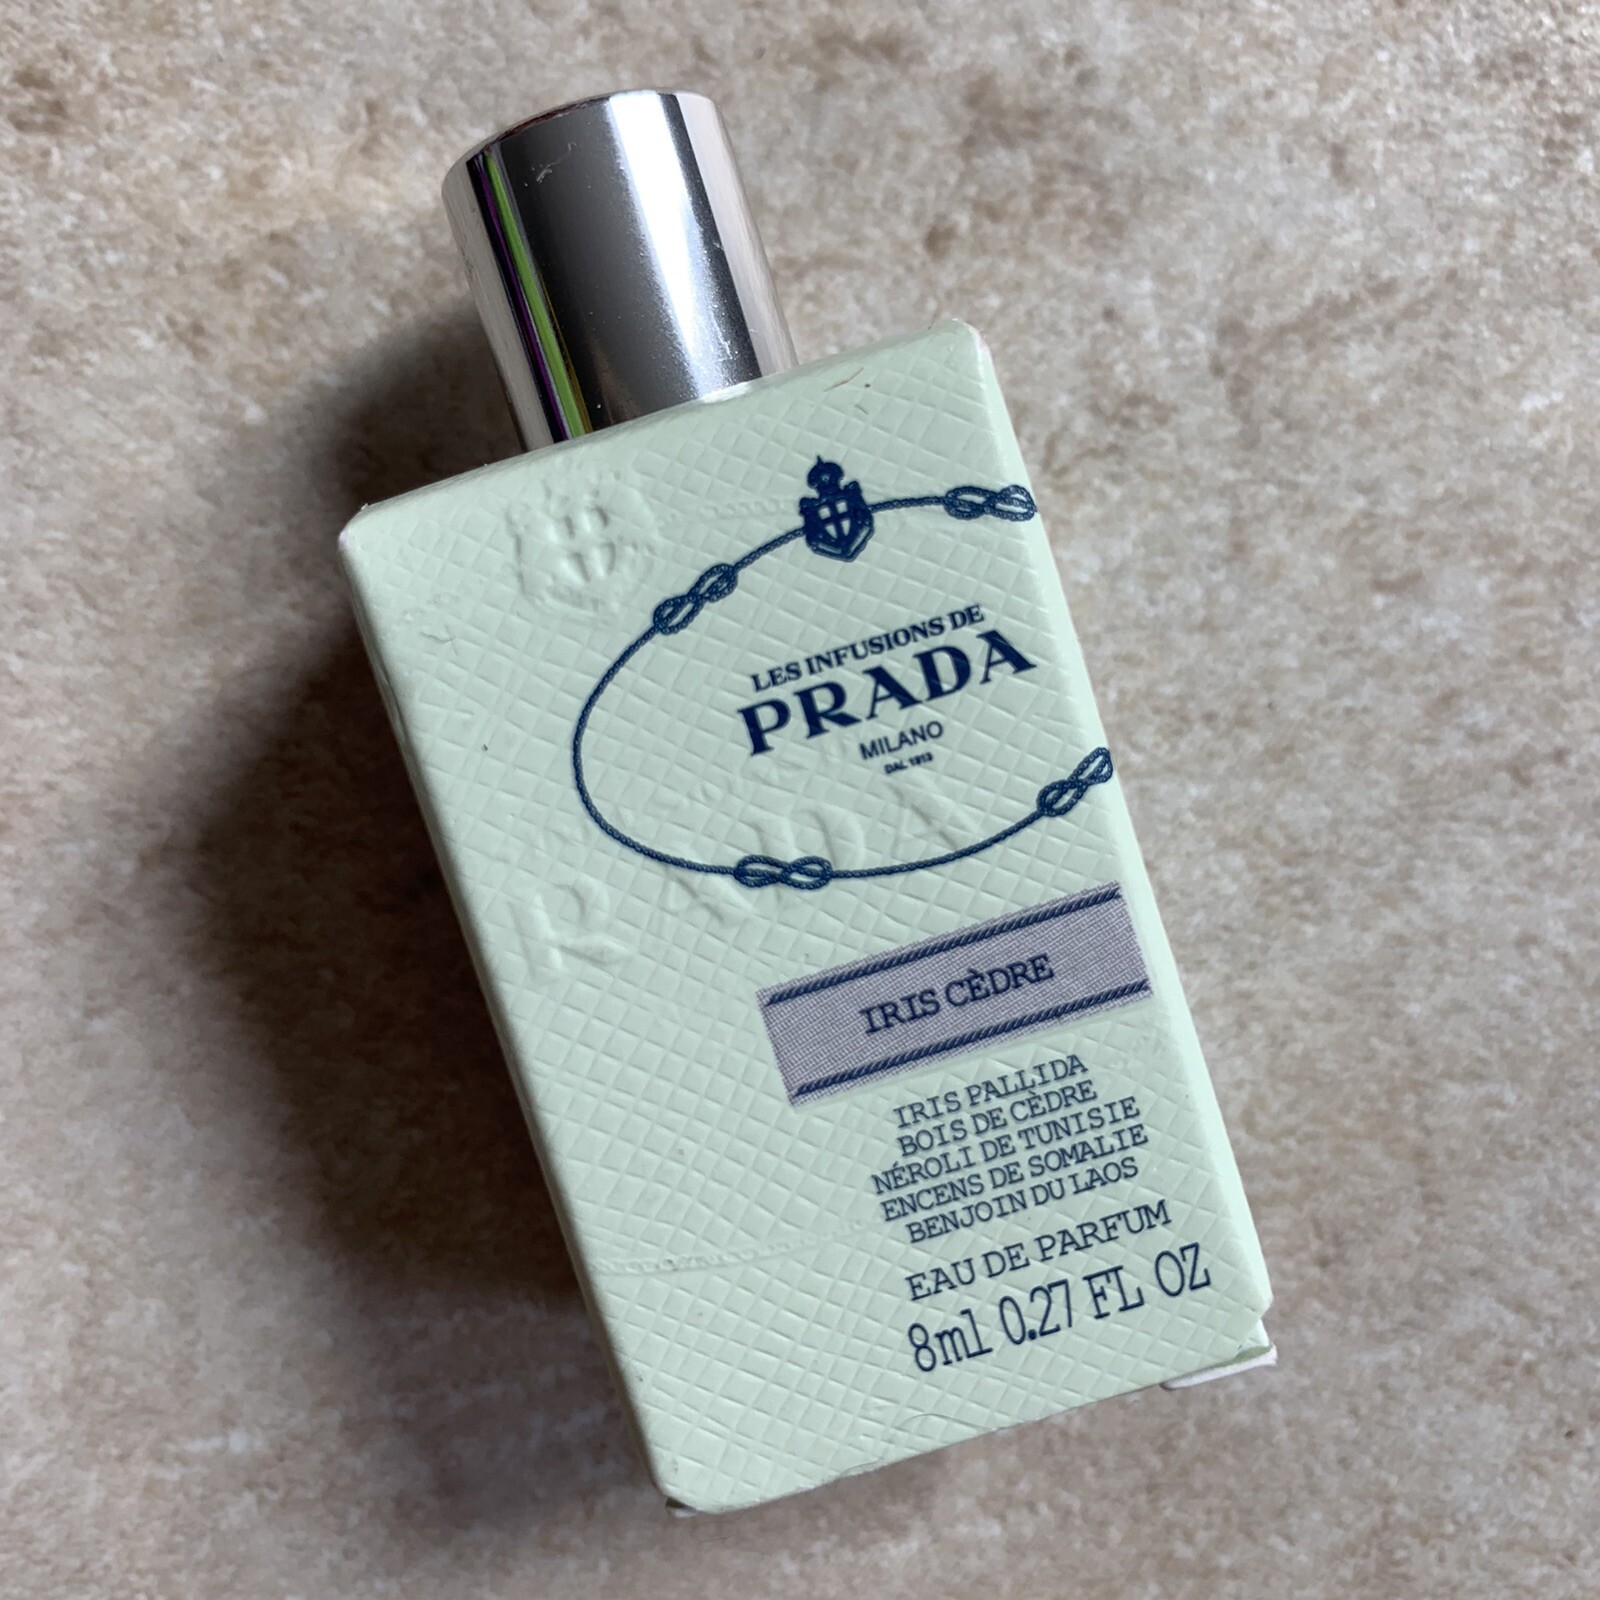 LES INFUSIONS DE
PRADA
MILANO
DAL 1913
RADA
IRIS CÈDRE
IRIS PALLIDA
BOIS DE CÈDRE
NÉROLI DE TUNISIE
ENCENS DE SOMALIE
BENJOIN DU LAOS
EAU DE PARFUM
8ml 0.27 FL OZ